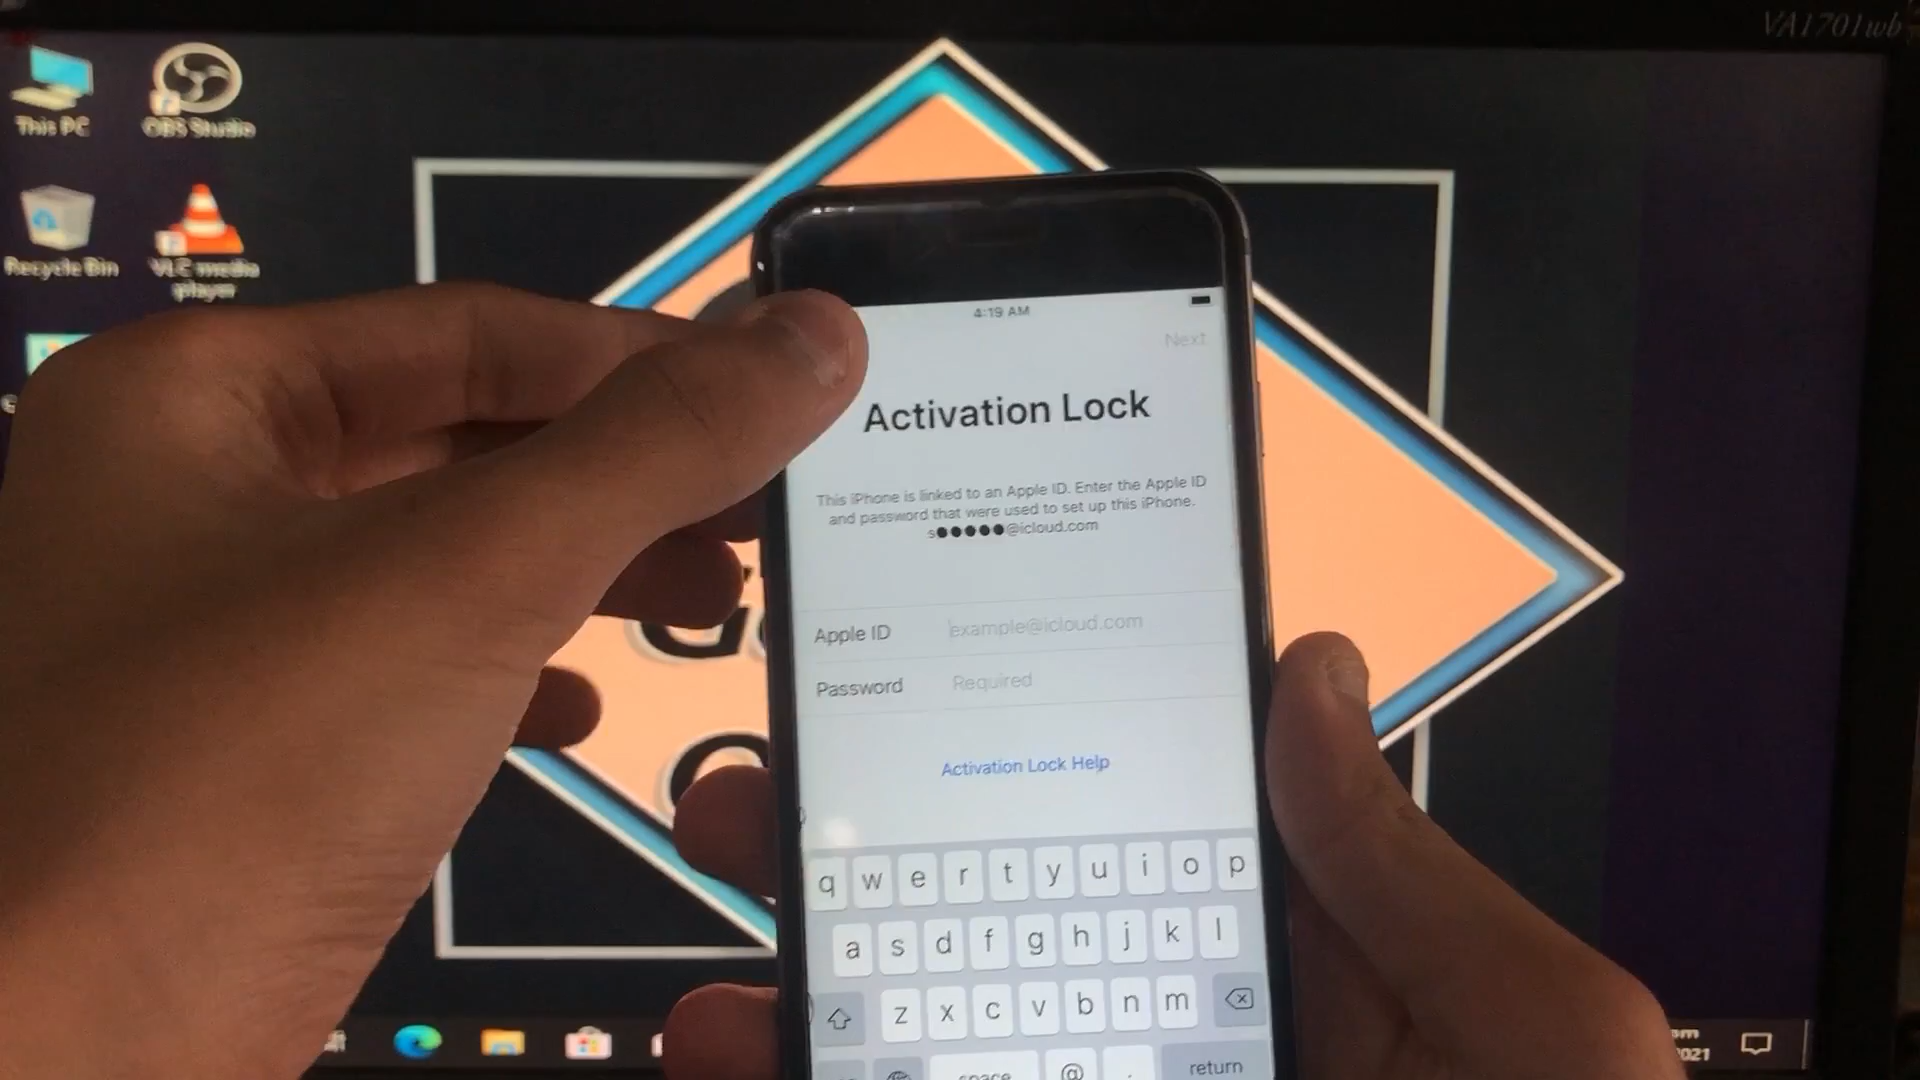 VA1701wb
This PC
OBS Studio
Recycle Bin
VLC media
player
4:19 AM
Next
Activation Lock
This iPhone is linked to an Apple ID. Enter the Apple ID
and password that were used to set up this iPhone.
s●●●●●@icloud.com
Apple ID example@icloud.com
Password Required
Activation Lock Help
q w e r t y u i o p
a s d f g h j k l
z x c v b n m
space @ . return